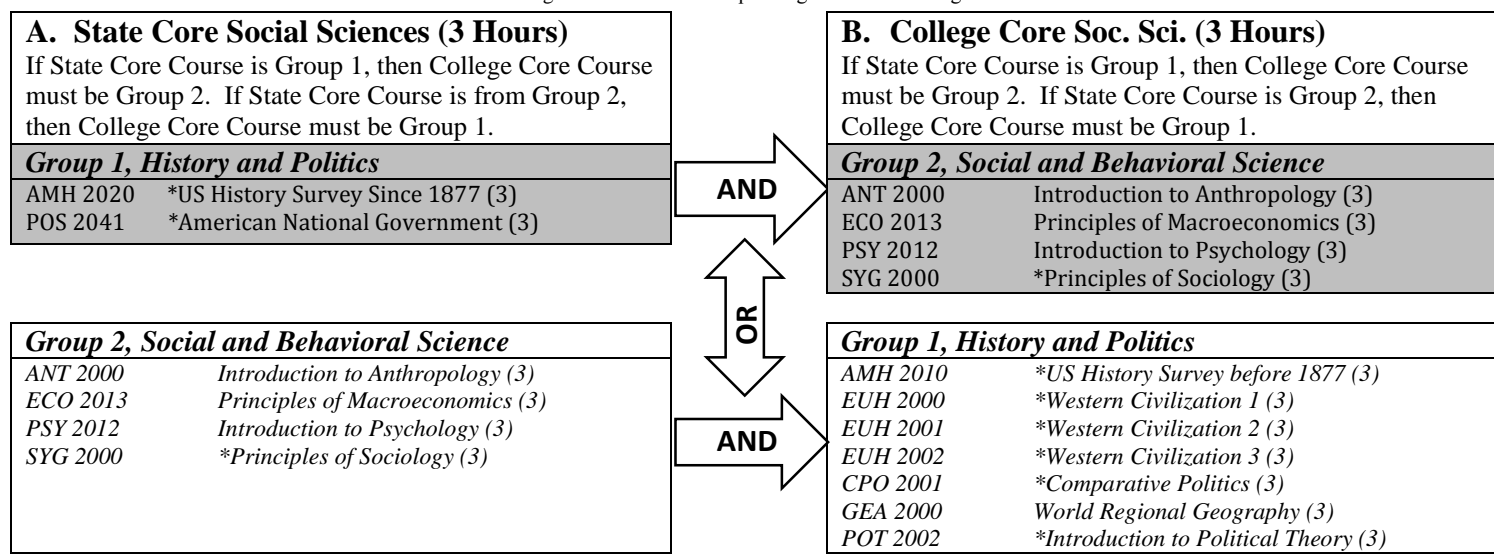 A. State Core Social Sciences (3 Hours)
If State Core Course is Group 1, then College Core Course
must be Group 2. If State Core Course is from Group 2,
then College Core Course must be Group 1.
Group 1, History and Politics
AMH 2020 *US History Survey Since 1877 (3)
POS 2041 *American National Government (3)
AND
B. College Core Soc. Sci. (3 Hours)
If State Core Course is Group 1, then College Core Course
must be Group 2. If State Core Course is Group 2, then
College Core Course must be Group 1.
Group 2, Social and Behavioral Science
ANT 2000 Introduction to Anthropology (3)
ECO 2013 Principles of Macroeconomics (3)
PSY 2012 Introduction to Psychology (3)
SYG 2000 *Principles of Sociology (3)
OR
Group 2, Social and Behavioral Science
ANT 2000 Introduction to Anthropology (3)
ECO 2013 Principles of Macroeconomics (3)
PSY 2012 Introduction to Psychology (3)
SYG 2000 *Principles of Sociology (3)
AND
Group 1, History and Politics
AMH 2010 *US History Survey before 1877 (3)
EUH 2000 *Western Civilization 1 (3)
EUH 2001 *Western Civilization 2 (3)
EUH 2002 *Western Civilization 3 (3)
CPO 2001 *Comparative Politics (3)
GEA 2000 World Regional Geography (3)
POT 2002 *Introduction to Political Theory (3)